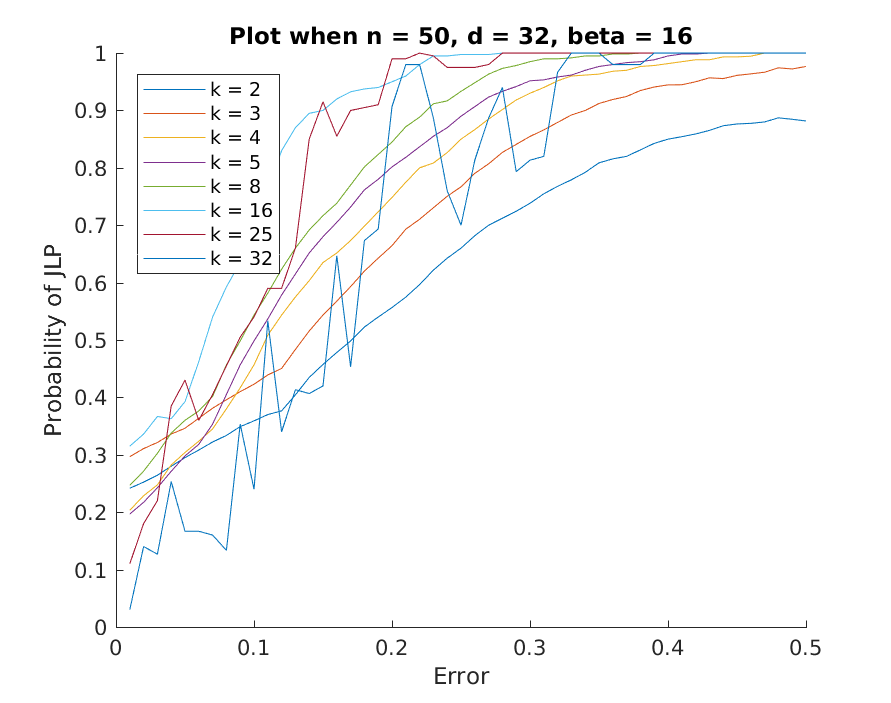 Plot when n = 50, d = 32, beta = 16
1
0.9
0.8
0.7
0.6
0.5
0.4
0.3
0.2
0.1
0
k = 2
k = 3
k = 4
k = 5
k = 8
k = 16
k = 25
k = 32
Probability of JLP
0 0.1 0.2 0.3 0.4 0.5
Error